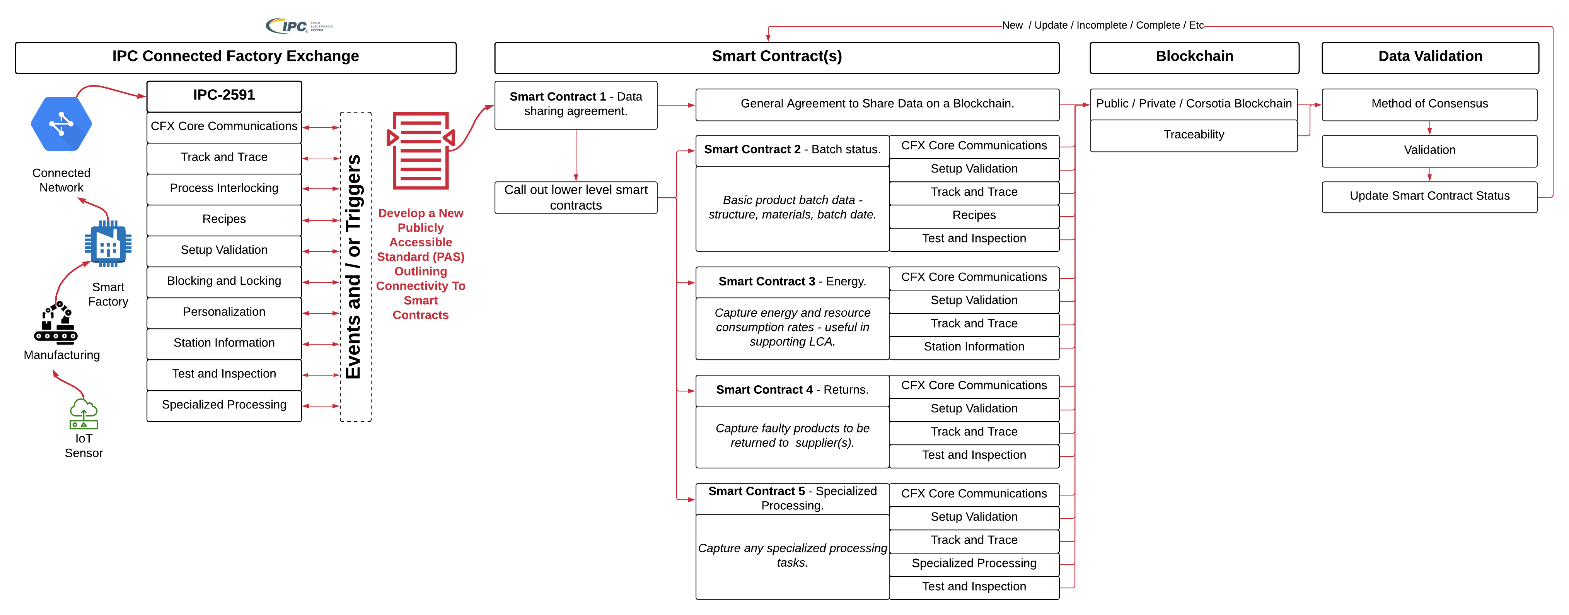 IPC
New / Update / Incomplete / Complete / Etc
IPC Connected Factory Exchange
Smart Contract(s)
Blockchain
Data Validation
Connected
Network
Smart
Factory
Manufacturing
IoT
Sensor
IPC-2591
CFX Core Communications
Track and Trace
Process Interlocking
Recipes
Setup Validation
Blocking and Locking
Personalization
Station Information
Test and Inspection
Specialized Processing
Events and / or Triggers
Develop a New
Publicly
Accessible
Standard (PAS)
Outlining
Connectivity To
Smart
Contracts
Smart Contract 1 - Data
sharing agreement.
Call out lower level smart
contracts
General Agreement to Share Data on a Blockchain.
Smart Contract 2 - Batch status.
Basic product batch data -
structure, materials, batch date.
CFX Core Communications
Setup Validation
Track and Trace
Recipes
Test and Inspection
Smart Contract 3 - Energy.
Capture energy and resource
consumption rates - useful in
supporting LCA.
CFX Core Communications
Setup Validation
Track and Trace
Station Information
Smart Contract 4 - Returns.
Capture faulty products to be
returned to supplier(s).
CFX Core Communications
Setup Validation
Track and Trace
Test and Inspection
Smart Contract 5 - Specialized
Processing.
Capture any specialized processing
tasks.
CFX Core Communications
Setup Validation
Track and Trace
Specialized Processing
Test and Inspection
Public / Private / Corsotia Blockchain
Traceability
Method of Consensus
Validation
Update Smart Contract Status